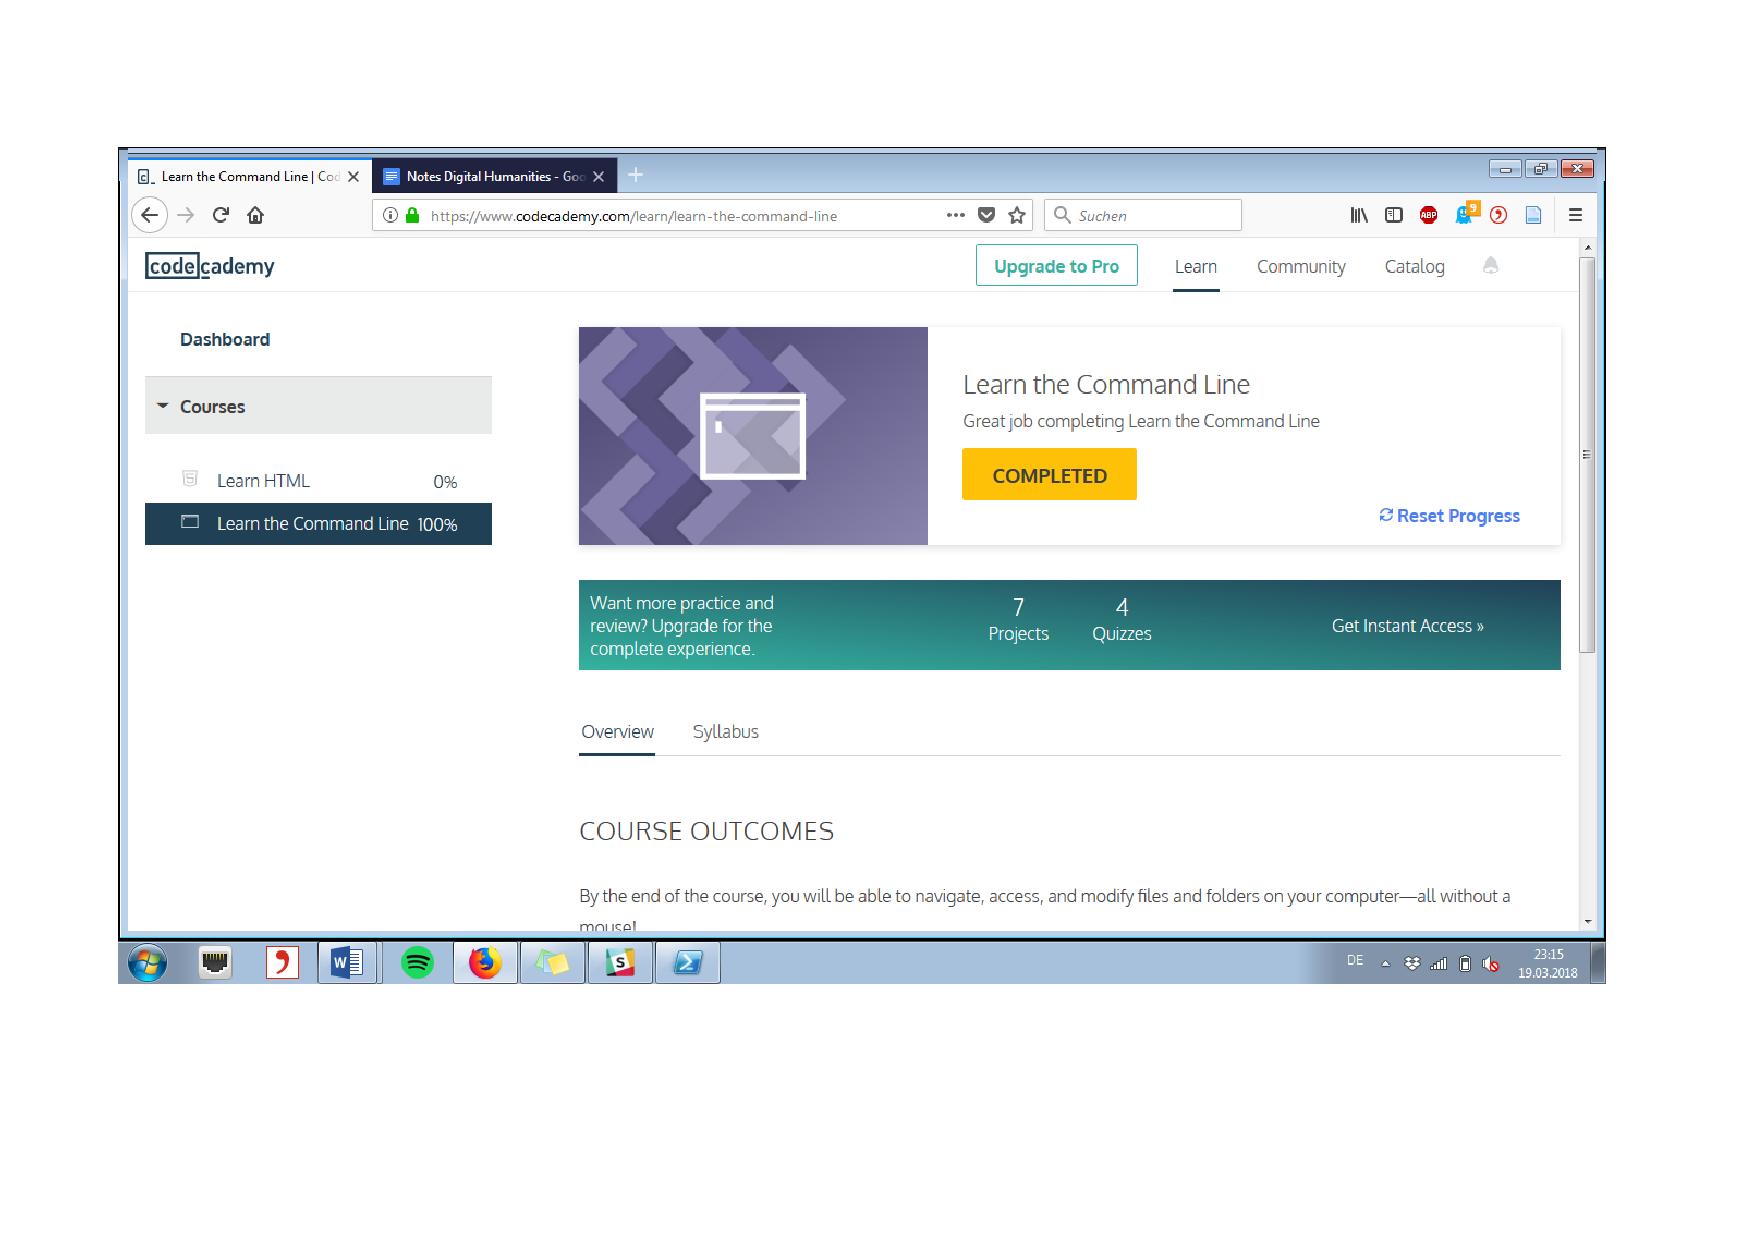 Learn the Command Line | Cod
Notes Digital Humanities - Goo
https://www.codecademy.com/learn/learn-the-command-line
Suchen
ABP
9
codecademy
Upgrade to Pro
Learn
Community
Catalog
Dashboard
Courses
Learn HTML 0%
Learn the Command Line 100%
Learn the Command Line
Great job completing Learn the Command Line
COMPLETED
Reset Progress
Want more practice and
review? Upgrade for the
complete experience.
7
Projects
4
Quizzes
Get Instant Access »
Overview
Syllabus
COURSE OUTCOMES
By the end of the course, you will be able to navigate, access, and modify files and folders on your computer—all without a
mouse!
DE
23:15
19.03.2018